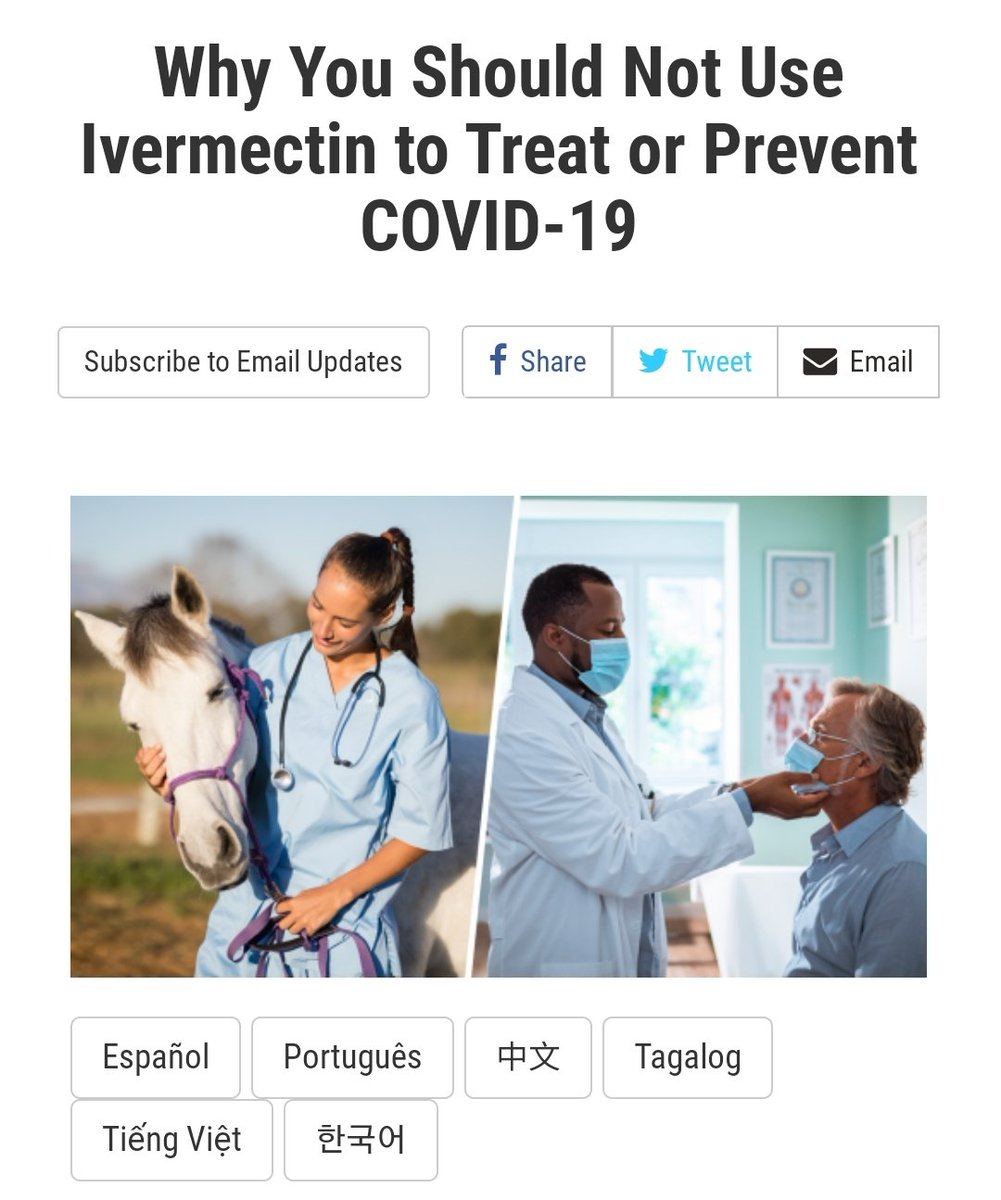 Why You Should Not Use
Ivermectin to Treat or Prevent
COVID-19
Subscribe to Email Updates
Share
Tweet
Email
Español
Português
中文
Tagalog
Tiếng Việt
한국어